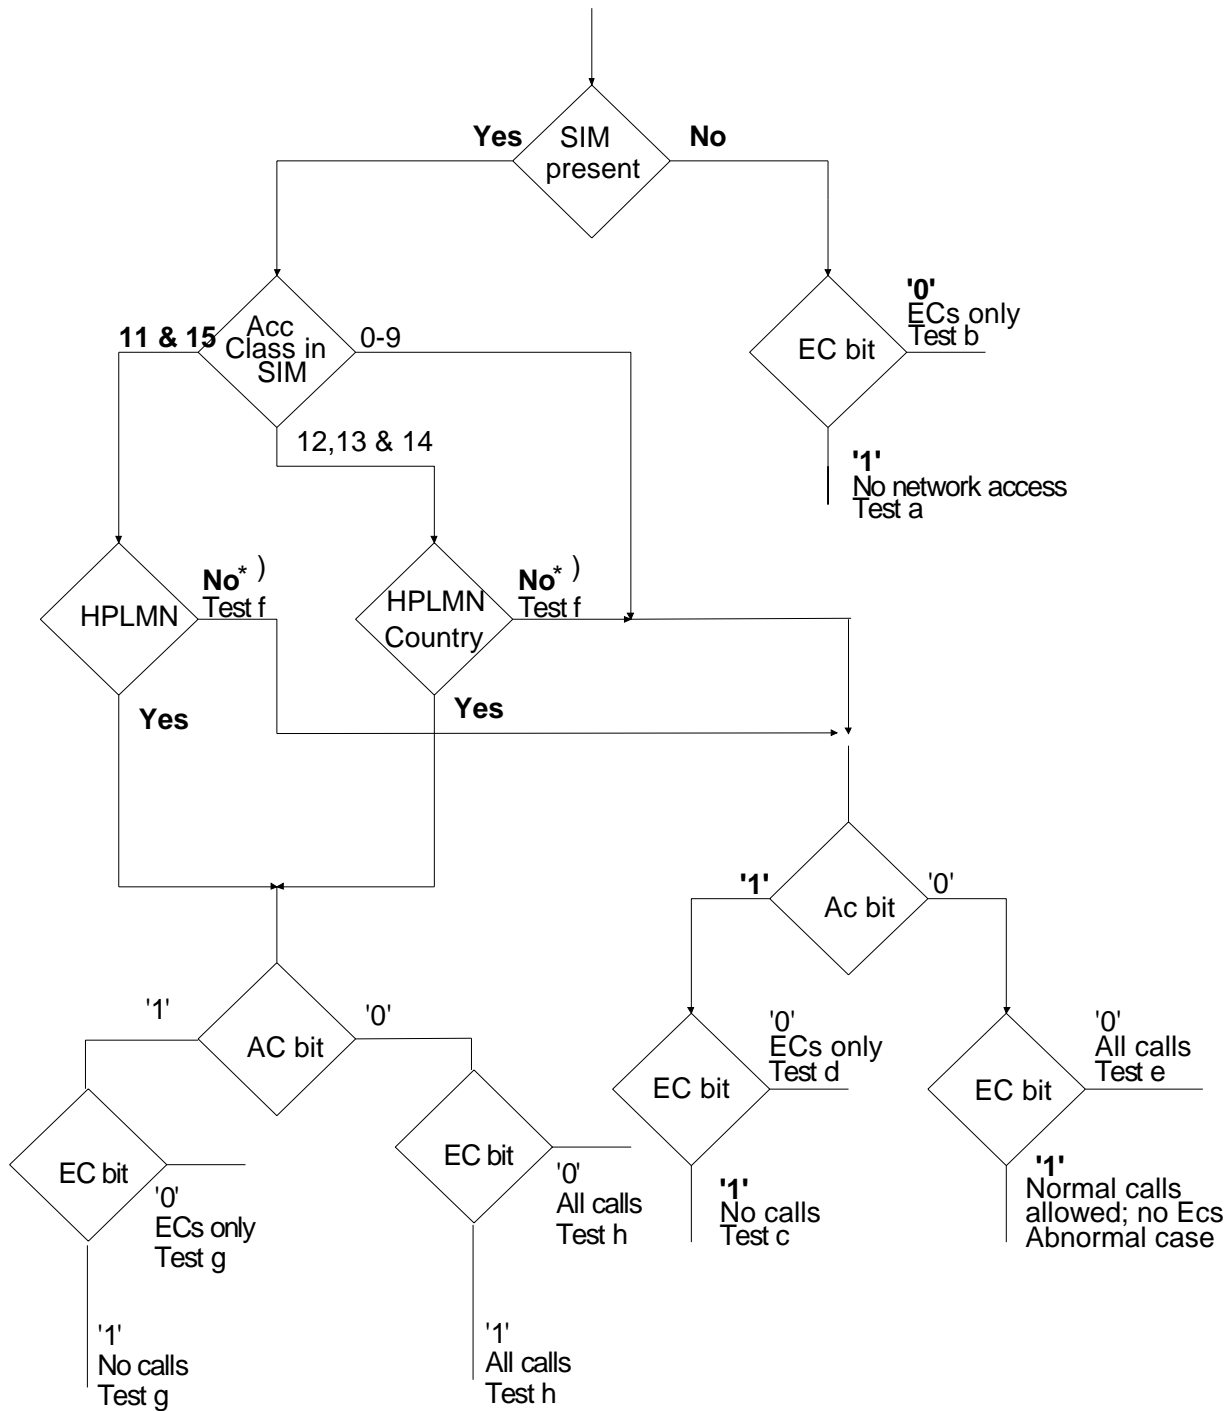 Yes
SIM
present
No
11 & 15
Acc
Class in
SIM
0-9
EC bit
'0'
ECs only
Test b
12,13 & 14
'1'
No network access
Test a
HPLMN
No* )
Test f
HPLMN
Country
No* )
Test f
Yes
Yes
'1'
Ac bit
'0'
'1'
AC bit
'0'
EC bit
'0'
ECs only
Test d
EC bit
'0'
All calls
Test e
EC bit
'0'
ECs only
Test g
EC bit
'0'
All calls
Test h
'1'
No calls
Test c
'1'
Normal calls
allowed; no Ecs
Abnormal case
'1'
No calls
Test g
'1'
All calls
Test h